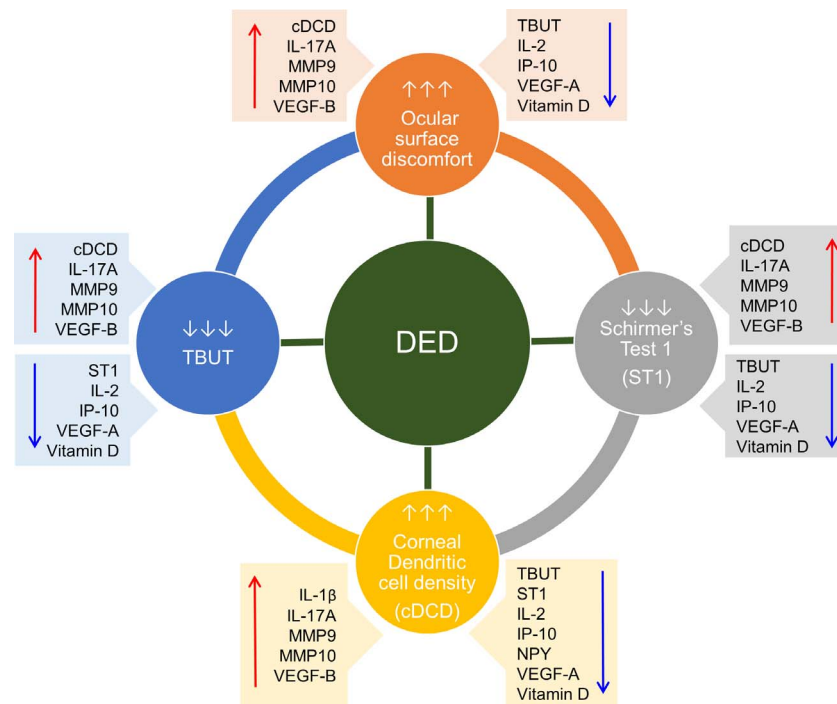 cDCD
IL-17A
MMP9
MMP10
VEGF-B
TBUT
IL-2
IP-10
VEGF-A
Vitamin D
↑↑↑
Ocular
surface
discomfort
cDCD
IL-17A
MMP9
MMP10
VEGF-B
ST1
IL-2
IP-10
VEGF-A
Vitamin D
↓↓↓
TBUT
DED
↓↓↓
Schirmer's
Test 1
(ST1)
cDCD
IL-17A
MMP9
MMP10
VEGF-B
TBUT
IL-2
IP-10
VEGF-A
Vitamin D
↑↑↑
Corneal
Dendritic
cell density
(cDCD)
IL-1β
IL-17A
MMP9
MMP10
VEGF-B
TBUT
ST1
IL-2
IP-10
NPY
VEGF-A
Vitamin D